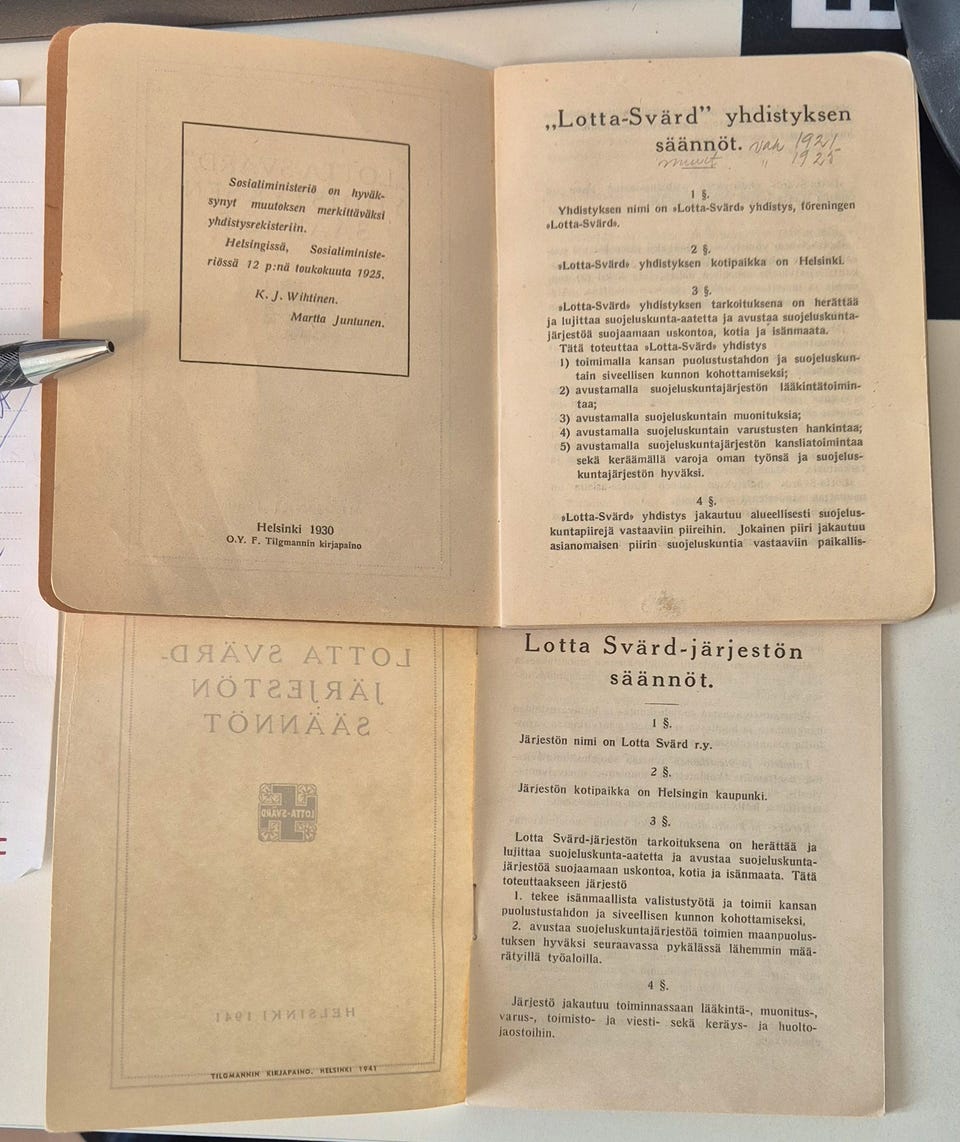 Sosialiministeriö on hyväk-
synyt muutoksen merkittäväksi
yhdistysrekisteriin.
Helsingissä, Sosialiministe-
riössä 12 p:nä toukokuuta 1925.
K. J. Wihtinen.
Martta Juntunen.
Helsinki 1930
O.Y. F. Tilgmannin kirjapaino
„Lotta-Svärd” yhdistyksen
säännöt. vah 1921
muut. " 1925
1 §.
Yhdistyksen nimi on »Lotta-Svärd» yhdistys, föreningen
»Lotta-Svärd».
2 §.
»Lotta-Svärd» yhdistyksen kotipaikka on Helsinki.
3 §.
»Lotta-Svärd» yhdistyksen tarkoituksena on herättää
ja lujittaa suojeluskunta-aatetta ja avustaa suojeluskunta-
järjestöä suojaamaan uskontoa, kotia ja isänmaata.
Tätä toteuttaa »Lotta-Svärd» yhdistys
1) toimimalla kansan puolustustahdon ja suojeluskun-
tain siveellisen kunnon kohottamiseksi;
2) avustamalla suojeluskuntajärjestön lääkintätoimin-
taa;
3) avustamalla suojeluskuntain muonituksia;
4) avustamalla suojeluskuntain varustusten hankintaa;
5) avustamalla suojeluskuntajärjestön kansliatoimintaa
sekä keräämällä varoja oman työnsä ja suojelus-
kuntajärjestön hyväksi.
4 §.
»Lotta-Svärd» yhdistys jakautuu alueellisesti suojelus-
kuntapiirejä vastaaviin piireihin. Jokainen piiri jakautuu
asianomaisen piirin suojeluskuntia vastaaviin paikallis-
LOTTA SVÄRD-
JÄRJESTÖN
SÄÄNNÖT
LOTTA-SVÄRD
HELSINKI 1941
TILGMANNIN KIRJAPAINO, HELSINKI 1941
Lotta Svärd-järjestön
säännöt.
1 §.
Järjestön nimi on Lotta Svärd r.y.
2 §.
Järjestön kotipaikka on Helsingin kaupunki.
3 §.
Lotta Svärd-järjestön tarkoituksena on herättää ja
lujittaa suojeluskunta-aatetta ja avustaa suojeluskunta-
järjestöä suojaamaan uskontoa, kotia ja isänmaata. Tätä
toteuttaakseen järjestö
1. tekee isänmaallista valistustyötä ja toimii kansan
puolustustahdon ja siveellisen kunnon kohottamiseksi,
2. avustaa suojeluskuntajärjestöä toimien maanpuolus-
tuksen hyväksi seuraavassa pykälässä lähemmin mää-
rätyillä työaloilla.
4 §.
Järjestö jakautuu toiminnassaan lääkintä-, muonitus-,
varus-, toimisto- ja viesti- sekä keräys- ja huolto-
jaostoihin.